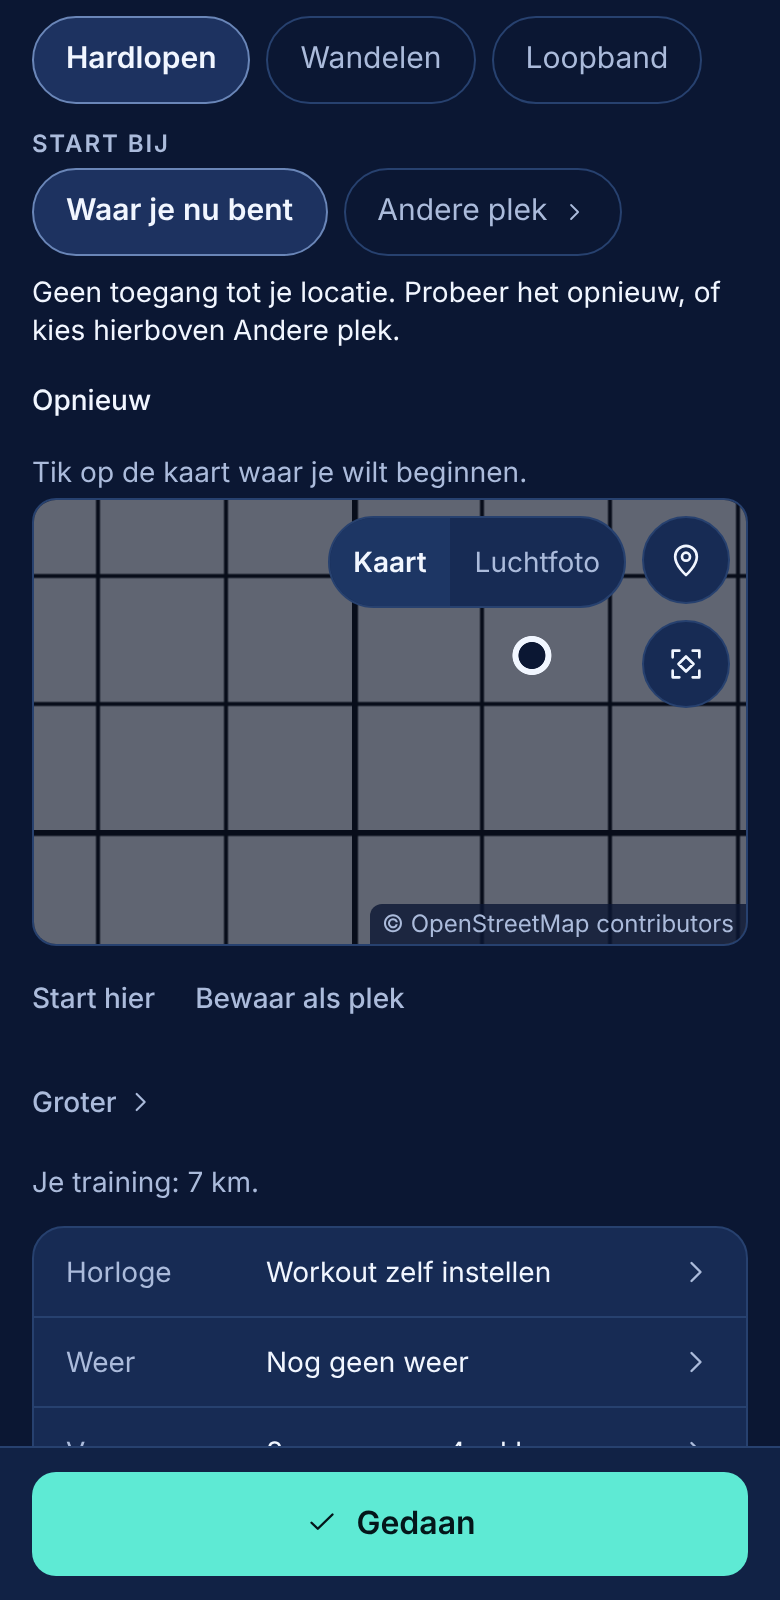 Hardlopen
Wandelen
Loopband
START BIJ
Waar je nu bent
Andere plek
Geen toegang tot je locatie. Probeer het opnieuw, of
kies hierboven Andere plek.
Opnieuw
Tik op de kaart waar je wilt beginnen.
Kaart
Luchtfoto
© OpenStreetMap contributors
Start hier
Bewaar als plek
Groter
Je training: 7 km.
Horloge
Workout zelf instellen
Weer
Nog geen weer
Gedaan